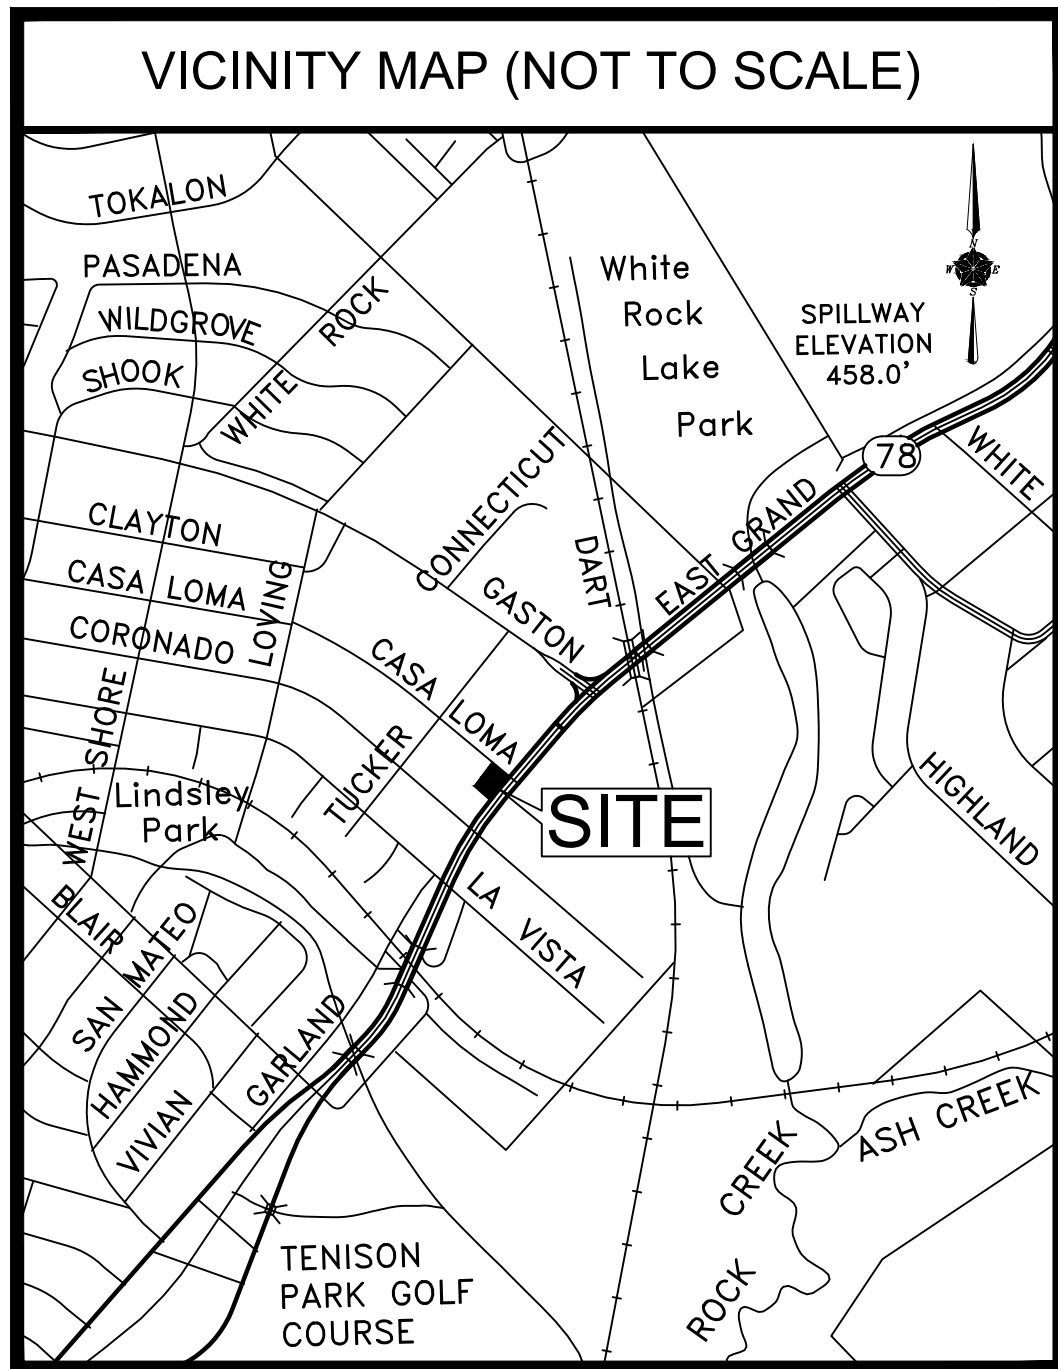 VICINITY MAP (NOT TO SCALE)
TOKALON
PASADENA
WILDGROVE
SHOOK
WHITE ROCK
White
Rock
Lake
Park
N
W E
S
SPILLWAY
ELEVATION
458.0'
78
WHITE
EAST GRAND
CONNECTICUT
DART
GASTON
CLAYTON
CASA LOMA
CORONADO
LOVING
CASA LOMA
WEST SHORE
TUCKER
Lindsley
Park
SITE
HIGHLAND
BLAIR
LA VISTA
SAN MATEO
HAMMOND
VIVIAN
GARLAND
ASH CREEK
ROCK CREEK
TENISON
PARK GOLF
COURSE